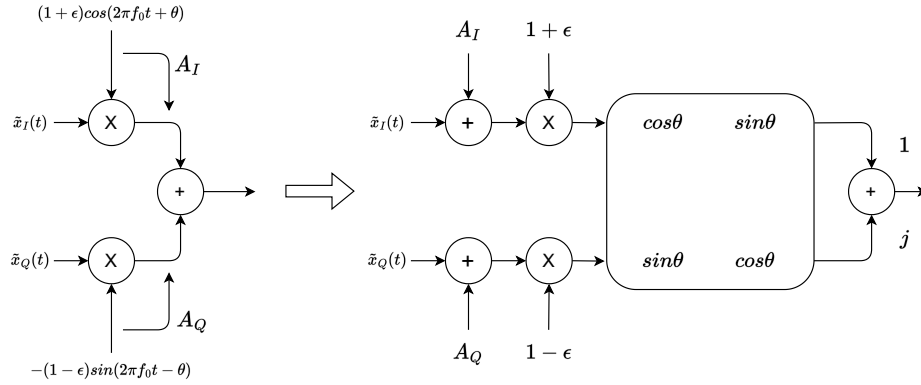 (1 + ϵ)cos(2πf₀t + θ)
A_I
x̃_I(t)
X
+
x̃_Q(t)
X
A_Q
-(1 − ϵ)sin(2πf₀t − θ)
A_I
1 + ϵ
x̃_I(t)
+
X
cosθ
sinθ
1
+
j
x̃_Q(t)
+
X
sinθ
cosθ
A_Q
1 − ϵ